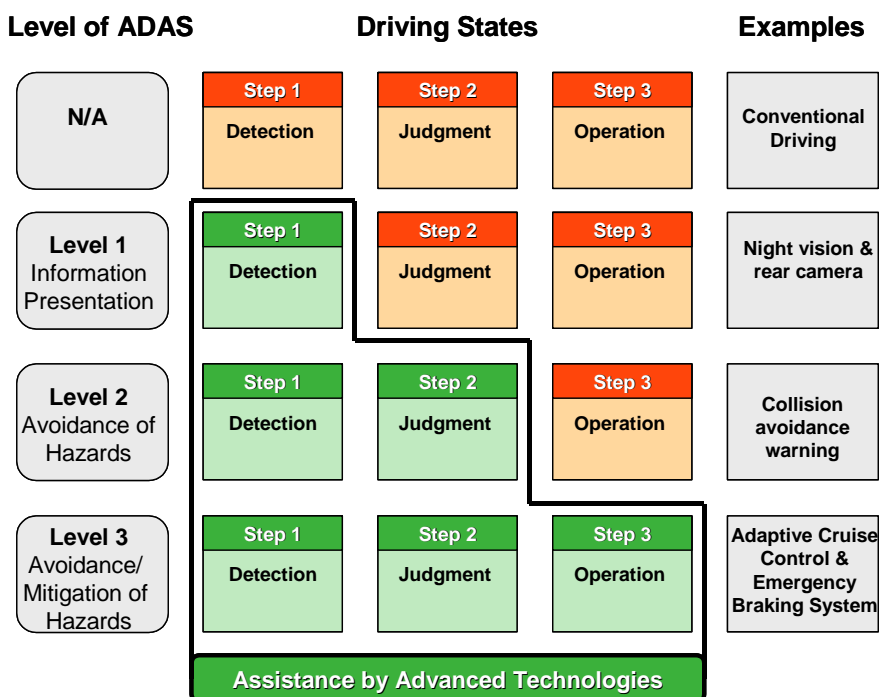 Level of ADAS Driving States Examples
N/A
Step 1 Step 2 Step 3
Detection Judgment Operation
Conventional
Driving
Level 1
Information
Presentation
Step 1 Step 2 Step 3
Detection Judgment Operation
Night vision &
rear camera
Level 2
Avoidance of
Hazards
Step 1 Step 2 Step 3
Detection Judgment Operation
Collision
avoidance
warning
Level 3
Avoidance/
Mitigation of
Hazards
Step 1 Step 2 Step 3
Detection Judgment Operation
Adaptive Cruise
Control &
Emergency
Braking System
Assistance by Advanced Technologies